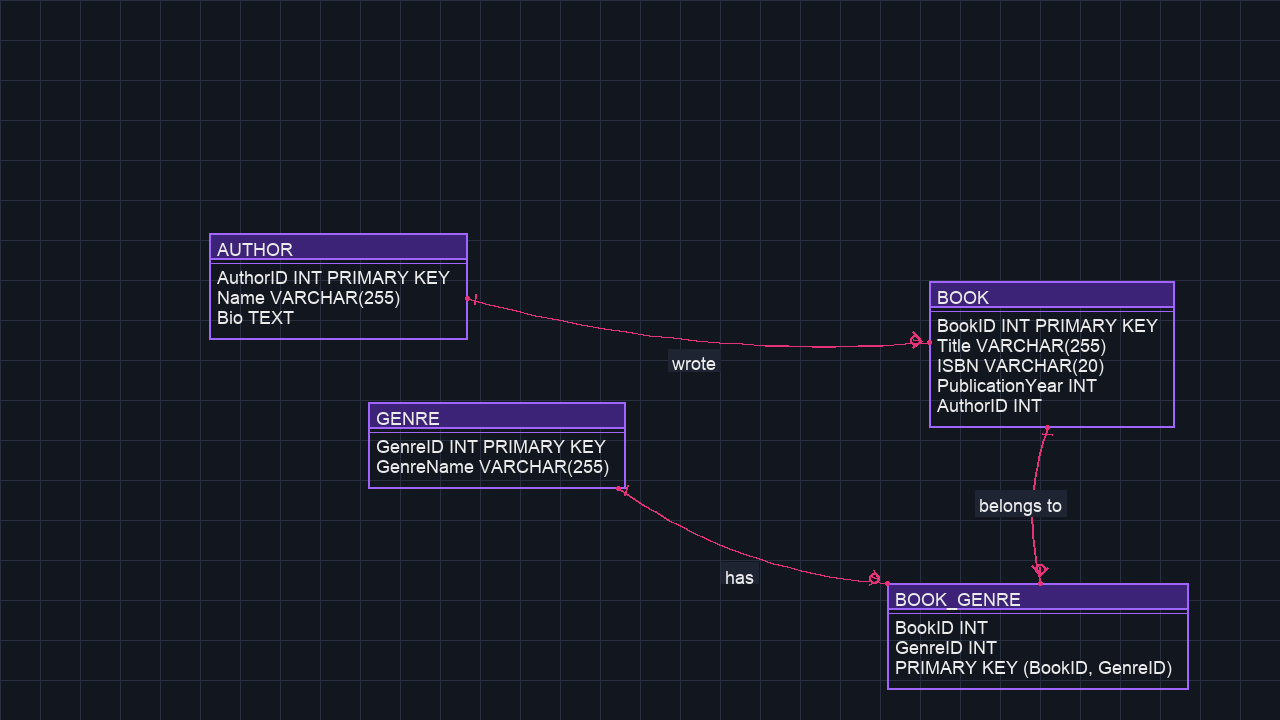 AUTHOR
AuthorID INT PRIMARY KEY
Name VARCHAR(255)
Bio TEXT
BOOK
BookID INT PRIMARY KEY
Title VARCHAR(255)
ISBN VARCHAR(20)
PublicationYear INT
AuthorID INT
wrote
GENRE
GenreID INT PRIMARY KEY
GenreName VARCHAR(255)
belongs to
has
BOOK_GENRE
BookID INT
GenreID INT
PRIMARY KEY (BookID, GenreID)